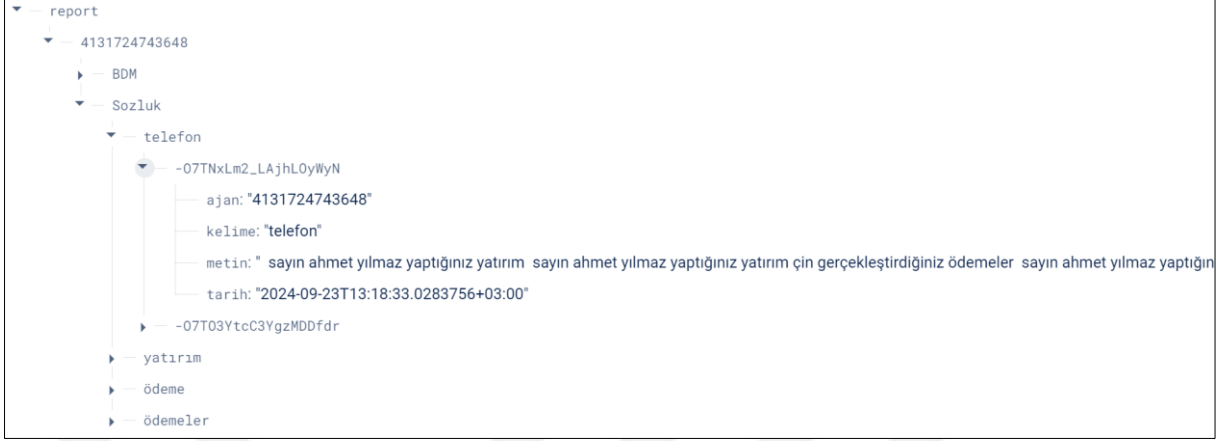 report
4131724743648
BDM
Sozluk
telefon
-O7TNxLm2_LAjhLOyWyN
ajan: "4131724743648"
kelime: "telefon"
metin: " sayın ahmet yılmaz yaptığınız yatırım  sayın ahmet yılmaz yaptığınız yatırım çin gerçekleştirdiğiniz ödemeler  sayın ahmet yılmaz yaptığın
tarih: "2024-09-23T13:18:33.0283756+03:00"
-O7TO3YtcC3YgzMDDfdr
yatırım
ödeme
ödemeler